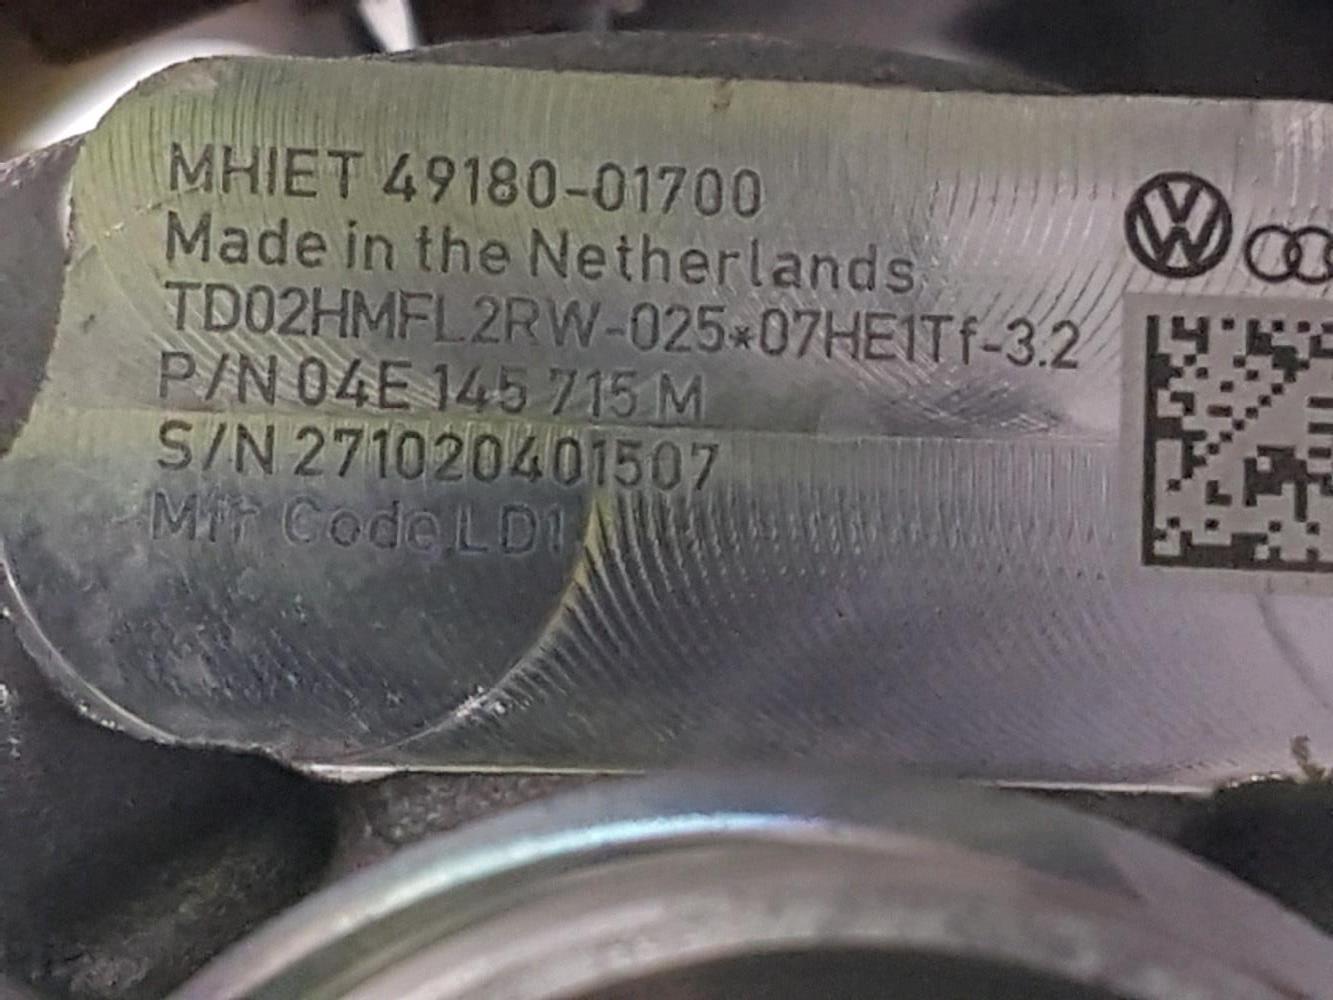 MHIET 49180-01700
Made in the Netherlands
TD02HMFL2RW-025*07HE1Tf-3.2
P/N 04E 145 715 M
S/N 271020401507
Mfr Code LD1